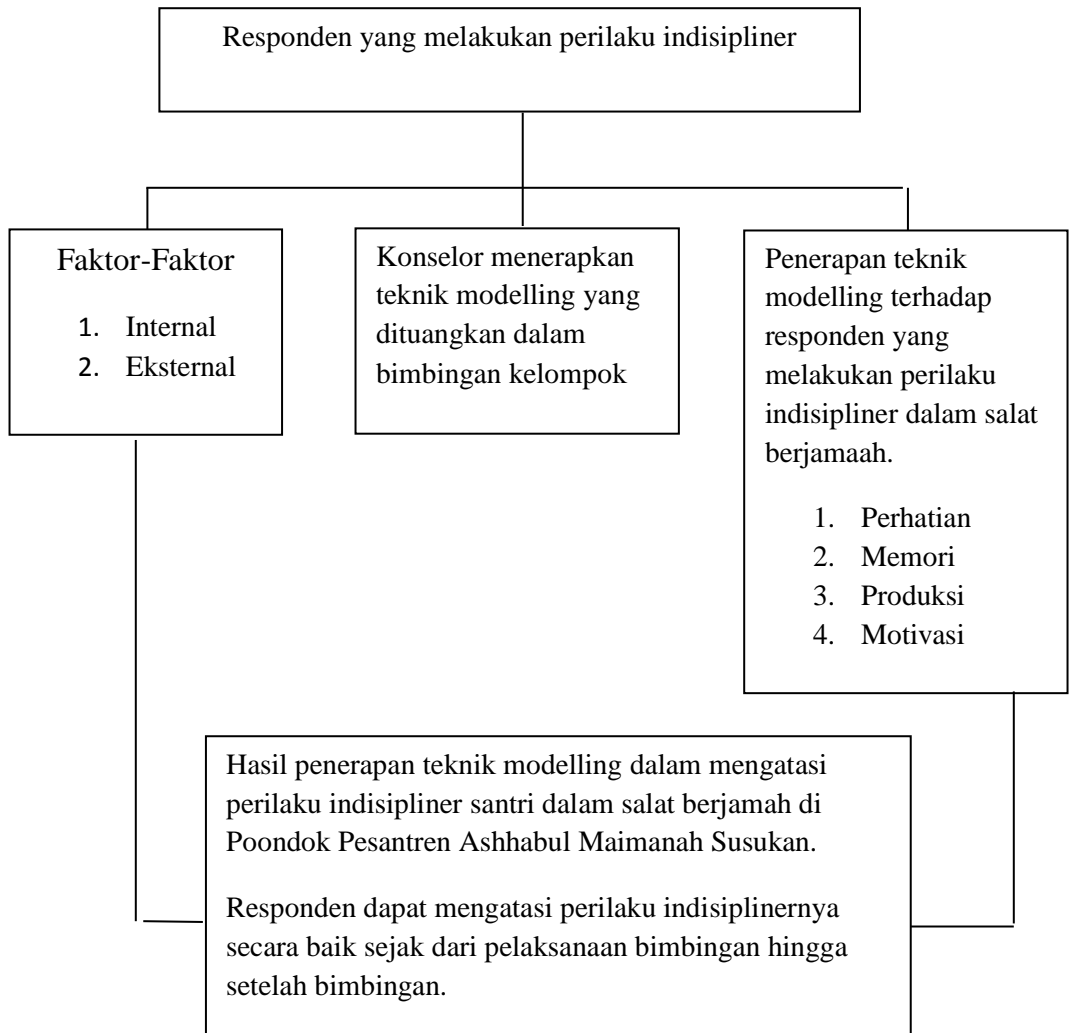 Responden yang melakukan perilaku indisipliner
Faktor-Faktor
1. Internal
2. Eksternal
Konselor menerapkan
teknik modelling yang
dituangkan dalam
bimbingan kelompok
Penerapan teknik
modelling terhadap
responden yang
melakukan perilaku
indisipliner dalam salat
berjamaah.
1. Perhatian
2. Memori
3. Produksi
4. Motivasi
Hasil penerapan teknik modelling dalam mengatasi
perilaku indisipliner santri dalam salat berjamah di
Poondok Pesantren Ashhabul Maimanah Susukan.
Responden dapat mengatasi perilaku indisiplinernya
secara baik sejak dari pelaksanaan bimbingan hingga
setelah bimbingan.